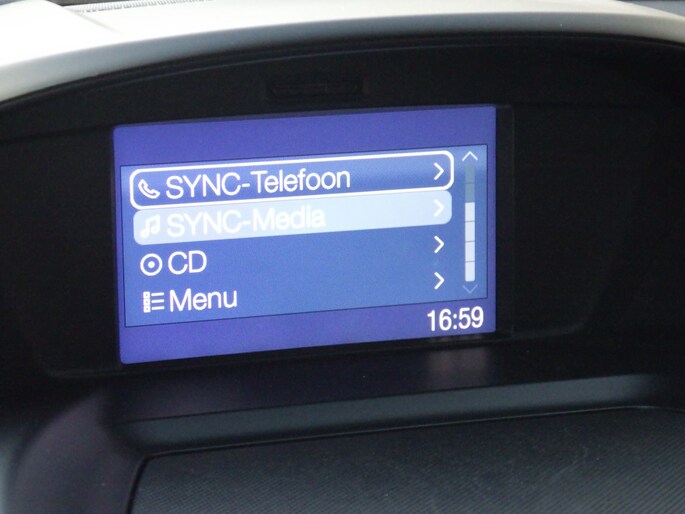 SYNC-Telefoon
SYNC-Media
CD
Menu
16:59